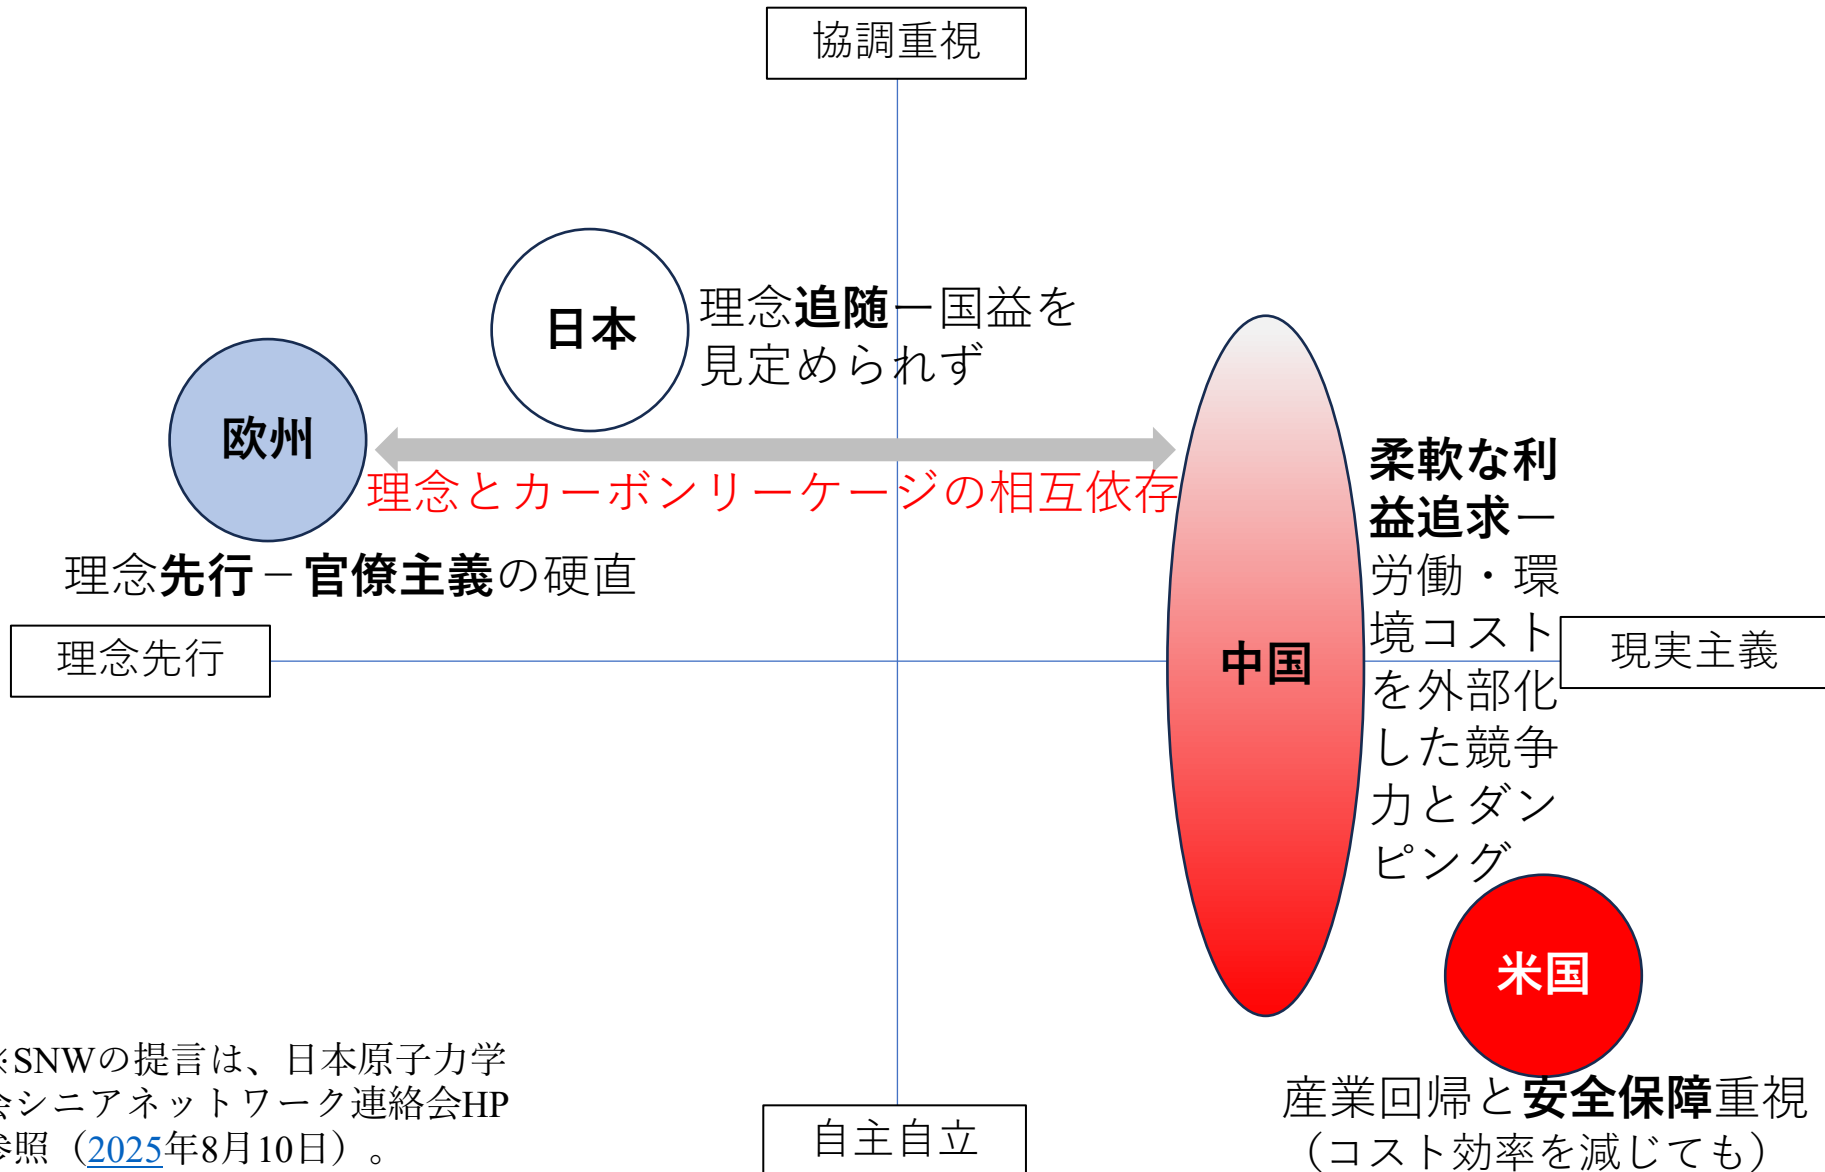 協調重視
日本
理念追随ー国益を
見定められず
欧州
理念とカーボンリーケージの相互依存
理念先行－官僚主義の硬直
柔軟な利
益追求ー
労働・環
境コスト
を外部化
した競争
力とダン
ピング
理念先行
中国
現実主義
米国
産業回帰と安全保障重視
（コスト効率を減じても）
※SNWの提言は、日本原子力学
会シニアネットワーク連絡会HP
参照（2025年8月10日）。
自主自立